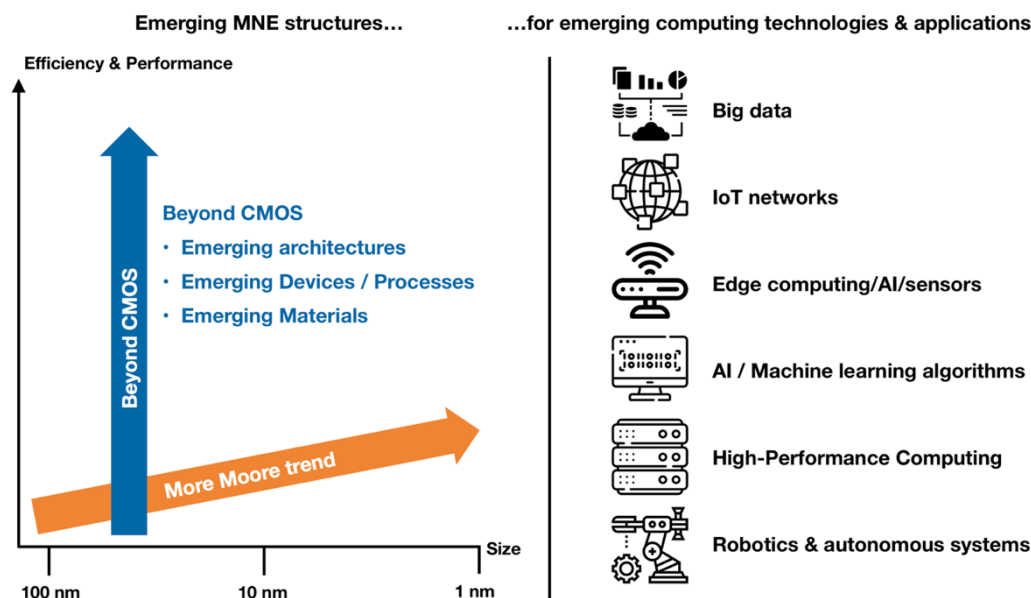 Emerging MNE structures…
…for emerging computing technologies & applications
Efficiency & Performance
Beyond CMOS
Beyond CMOS
• Emerging architectures
• Emerging Devices / Processes
• Emerging Materials
More Moore trend
Size
100 nm
10 nm
1 nm
Big data
IoT networks
Edge computing/AI/sensors
AI / Machine learning algorithms
High-Performance Computing
Robotics & autonomous systems